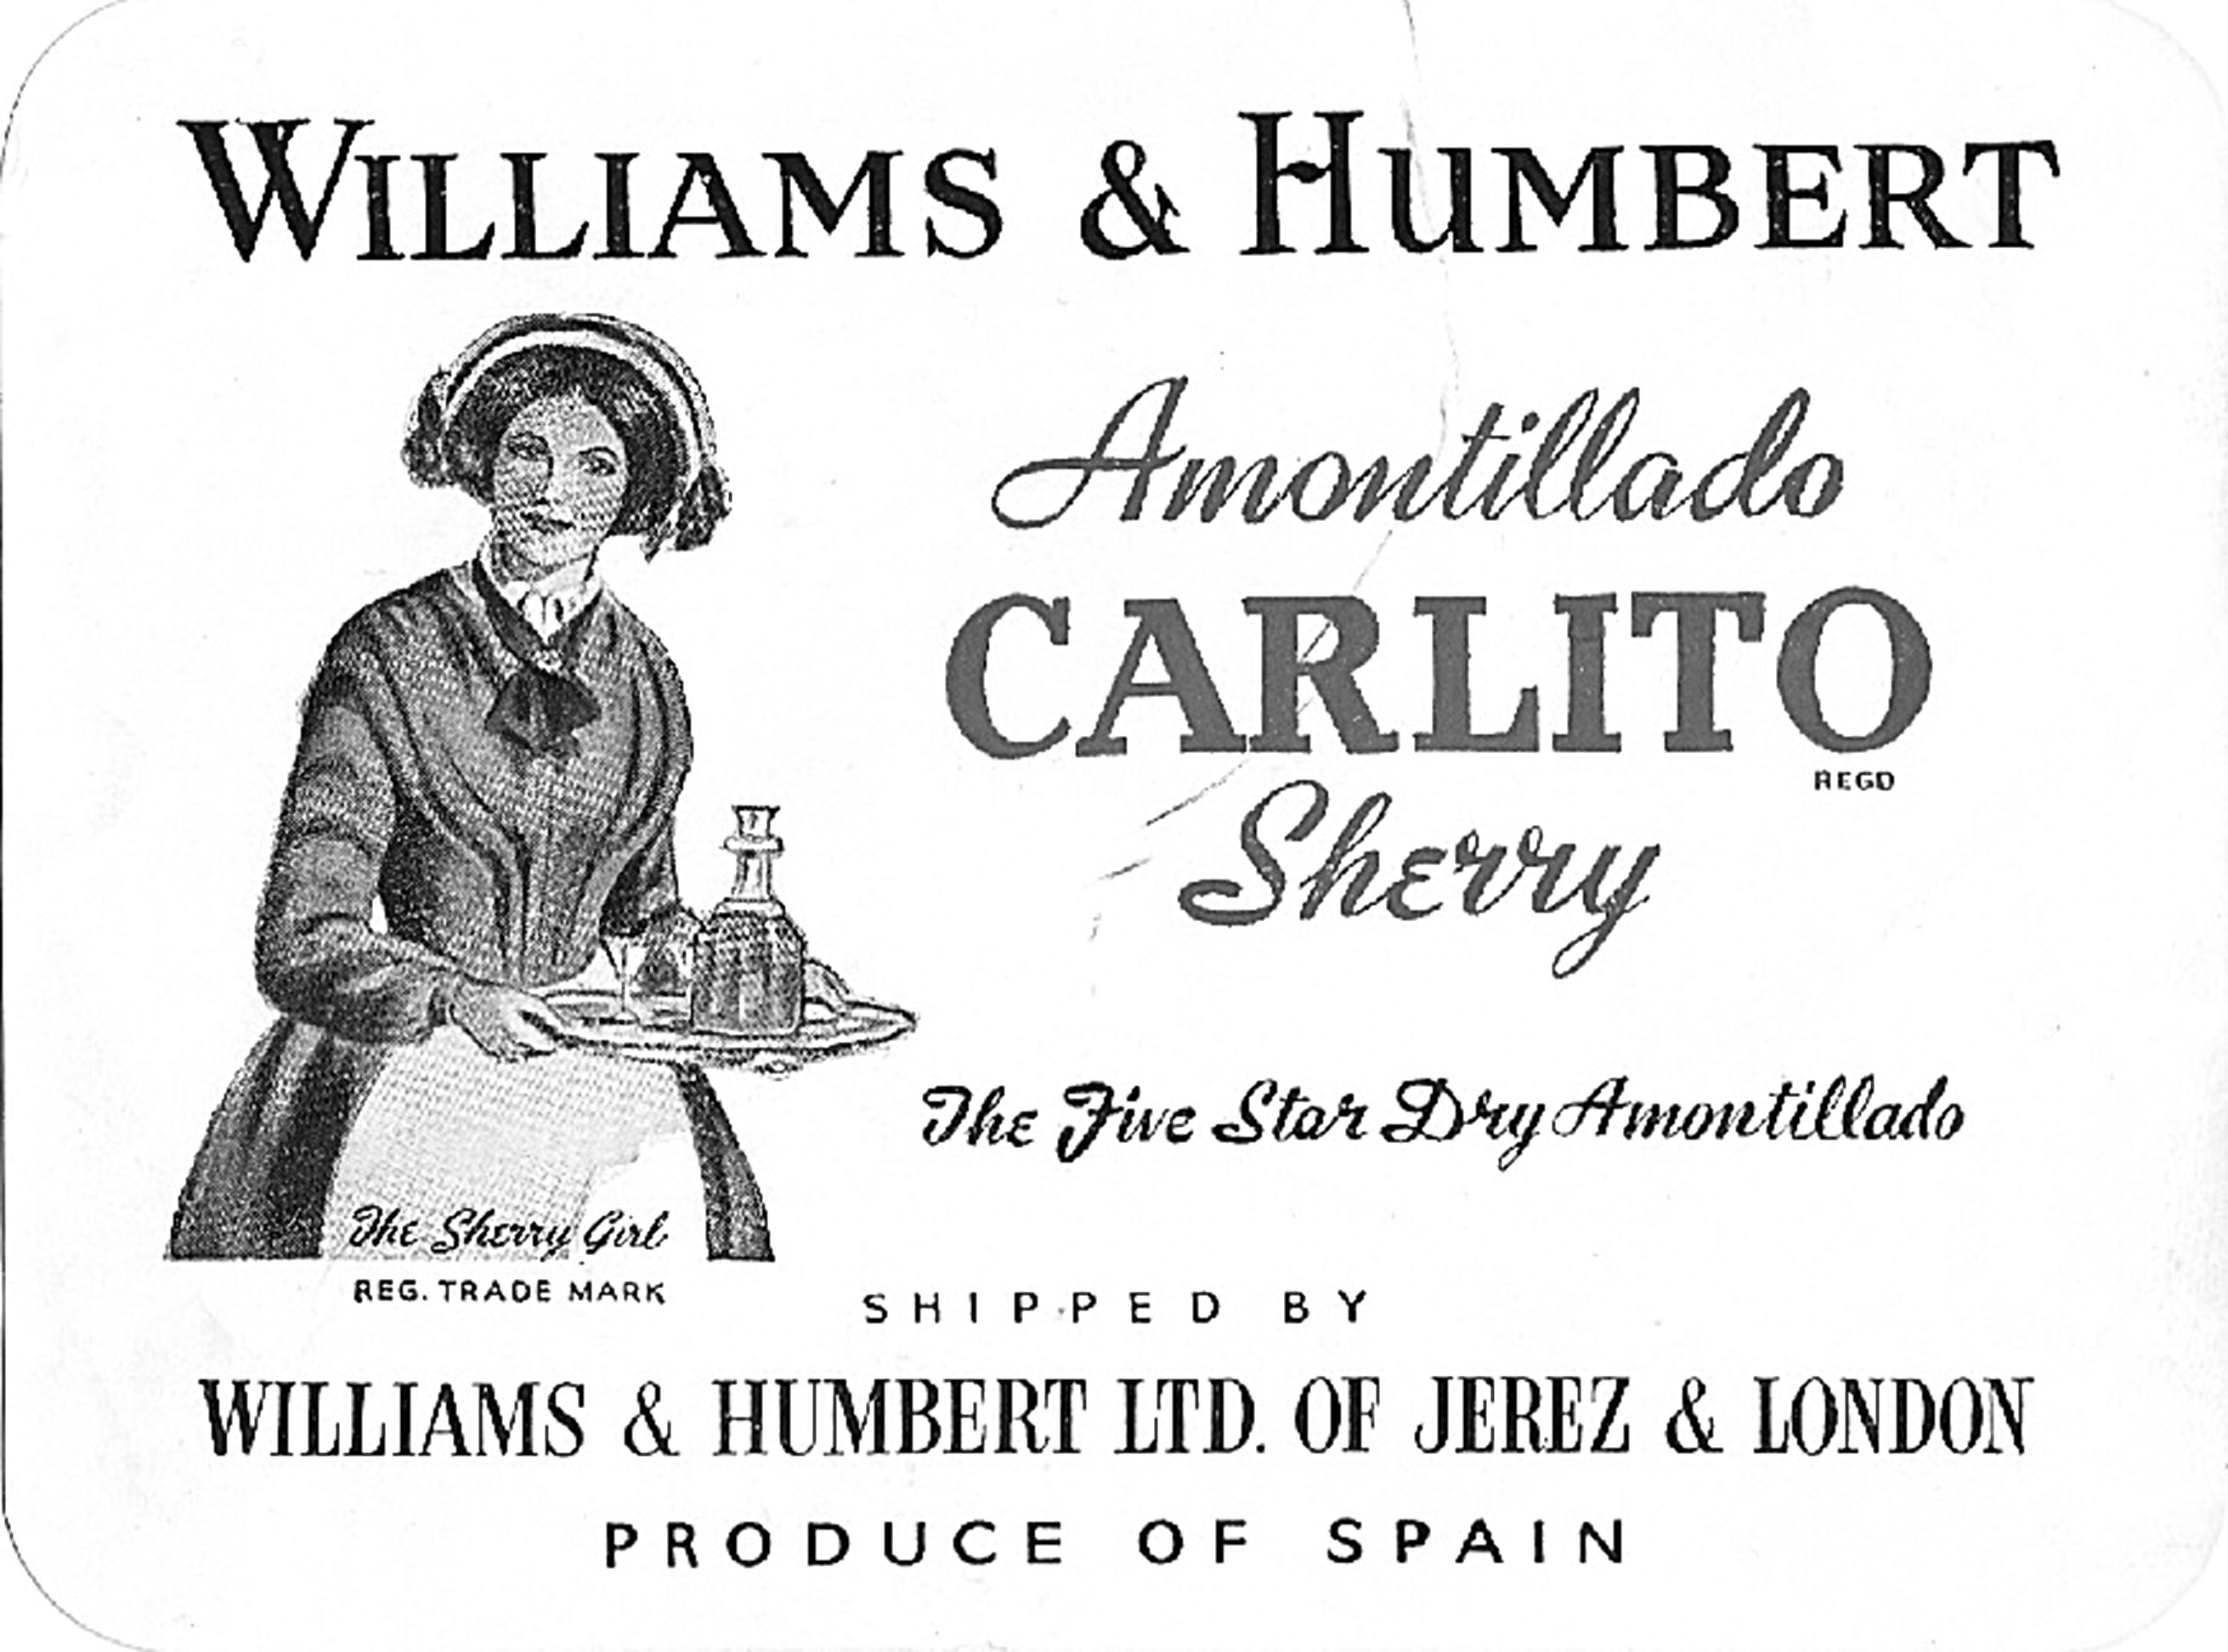 WILLIAMS & HUMBERT
Amontillado
CARLITO
REGD
Sherry
The Five Star Dry Amontillado
The Sherry Girl
REG. TRADE MARK
SHIPPED BY
WILLIAMS & HUMBERT LTD. OF JEREZ & LONDON
PRODUCE OF SPAIN